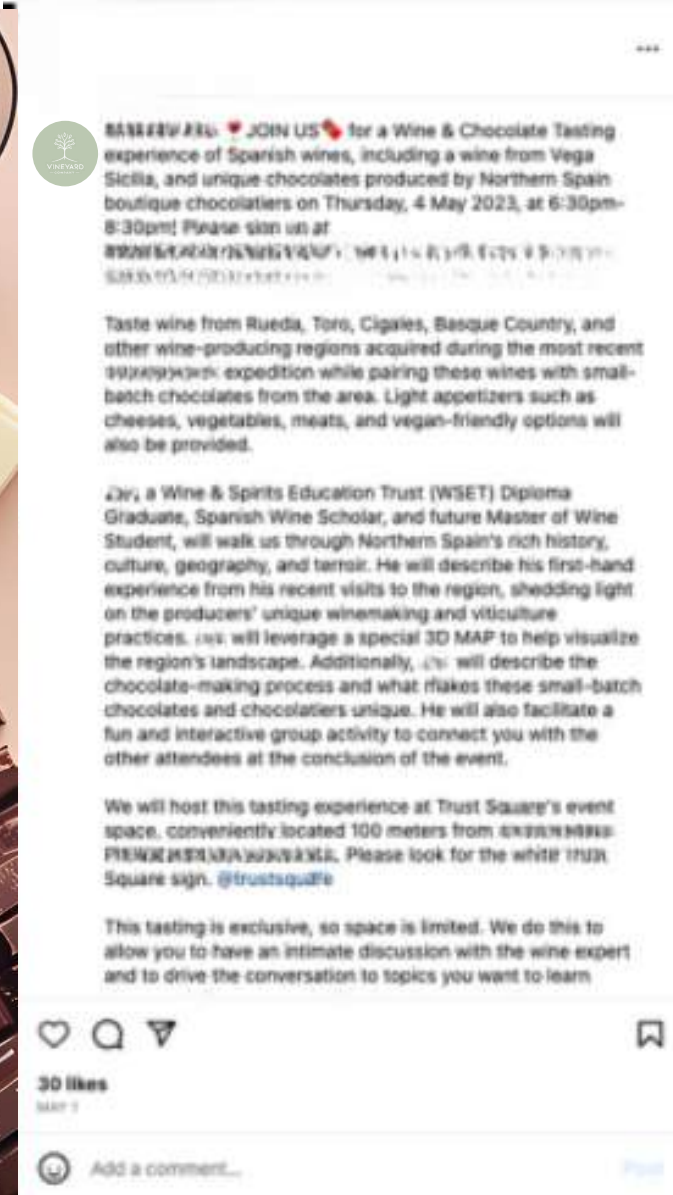 VINEYARD
❤️ JOIN US🍫 for a Wine & Chocolate Tasting
experience of Spanish wines, including a wine from Vega
Sicilia, and unique chocolates produced by Northern Spain
boutique chocolatiers on Thursday, 4 May 2023, at 6:30pm-
8:30pm! Please sign up at
Taste wine from Rueda, Toro, Cigales, Basque Country, and
other wine-producing regions acquired during the most recent
expedition while pairing these wines with small-
batch chocolates from the area. Light appetizers such as
cheeses, vegetables, meats, and vegan-friendly options will
also be provided.
a Wine & Spirits Education Trust (WSET) Diploma
Graduate, Spanish Wine Scholar, and future Master of Wine
Student, will walk us through Northern Spain's rich history,
culture, geography, and terroir. He will describe his first-hand
experience from his recent visits to the region, shedding light
on the producers' unique winemaking and viticulture
practices. will leverage a special 3D MAP to help visualize
the region's landscape. Additionally, will describe the
chocolate-making process and what makes these small-batch
chocolates and chocolatiers unique. He will also facilitate a
fun and interactive group activity to connect you with the
other attendees at the conclusion of the event.
We will host this tasting experience at Trust Square's event
space, conveniently located 100 meters from
Please look for the white Trust
Square sign. @trustsquare
This tasting is exclusive, so space is limited. We do this to
allow you to have an intimate discussion with the wine expert
and to drive the conversation to topics you want to learn
30 likes
MAY 1
Add a comment...
Post